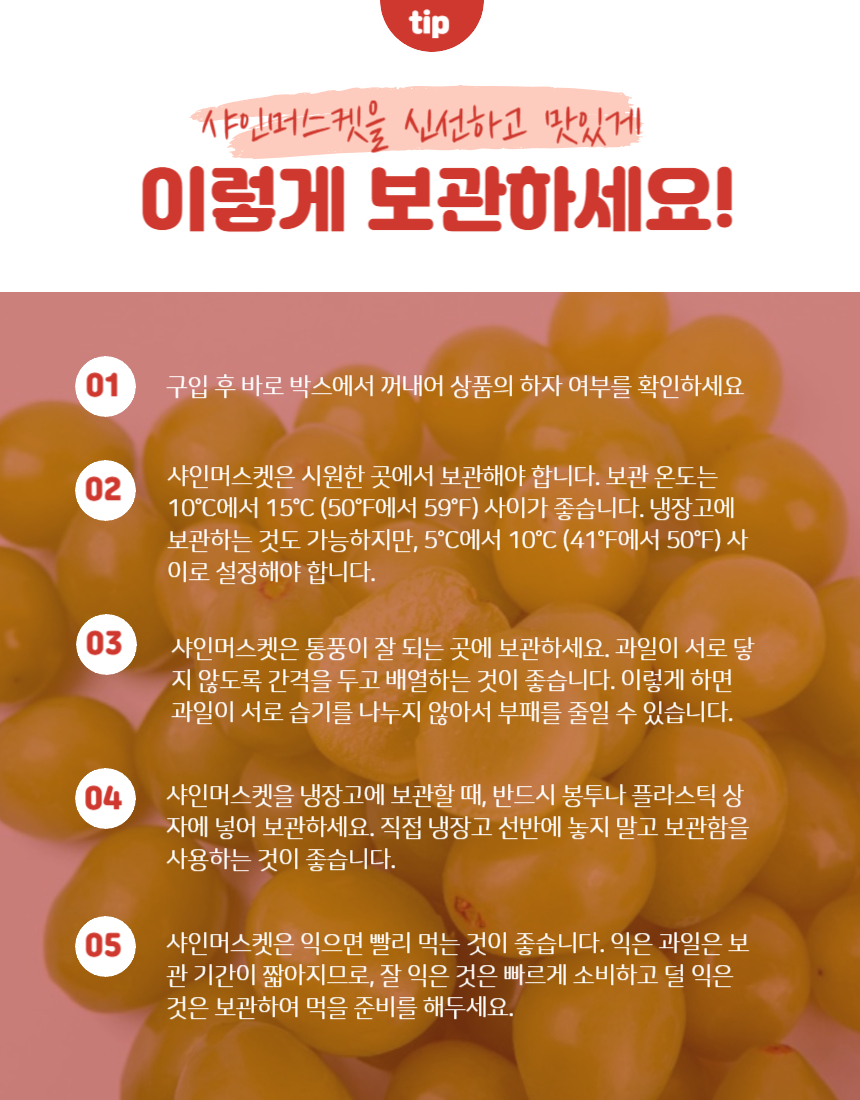 tip
샤인머스켓을 신선하고 맛있게
이렇게 보관하세요!
01
구입 후 바로 박스에서 꺼내어 상품의 하자 여부를 확인하세요
02
샤인머스켓은 시원한 곳에서 보관해야 합니다. 보관 온도는
10°C에서 15°C (50°F에서 59°F) 사이가 좋습니다. 냉장고에
보관하는 것도 가능하지만, 5°C에서 10°C (41°F에서 50°F) 사
이로 설정해야 합니다.
03
샤인머스켓은 통풍이 잘 되는 곳에 보관하세요. 과일이 서로 닿
지 않도록 간격을 두고 배열하는 것이 좋습니다. 이렇게 하면
과일이 서로 습기를 나누지 않아서 부패를 줄일 수 있습니다.
04
샤인머스켓을 냉장고에 보관할 때, 반드시 봉투나 플라스틱 상
자에 넣어 보관하세요. 직접 냉장고 선반에 놓지 말고 보관함을
사용하는 것이 좋습니다.
05
샤인머스켓은 익으면 빨리 먹는 것이 좋습니다. 익은 과일은 보
관 기간이 짧아지므로, 잘 익은 것은 빠르게 소비하고 덜 익은
것은 보관하여 먹을 준비를 해두세요.